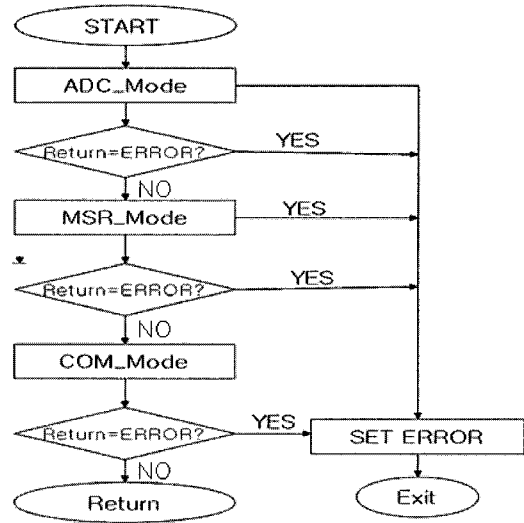 START
ADC_Mode
Return=ERROR?
YES
NO
MSR_Mode
YES
Return=ERROR?
YES
NO
COM_Mode
Return=ERROR?
YES
SET ERROR
NO
Return
Exit